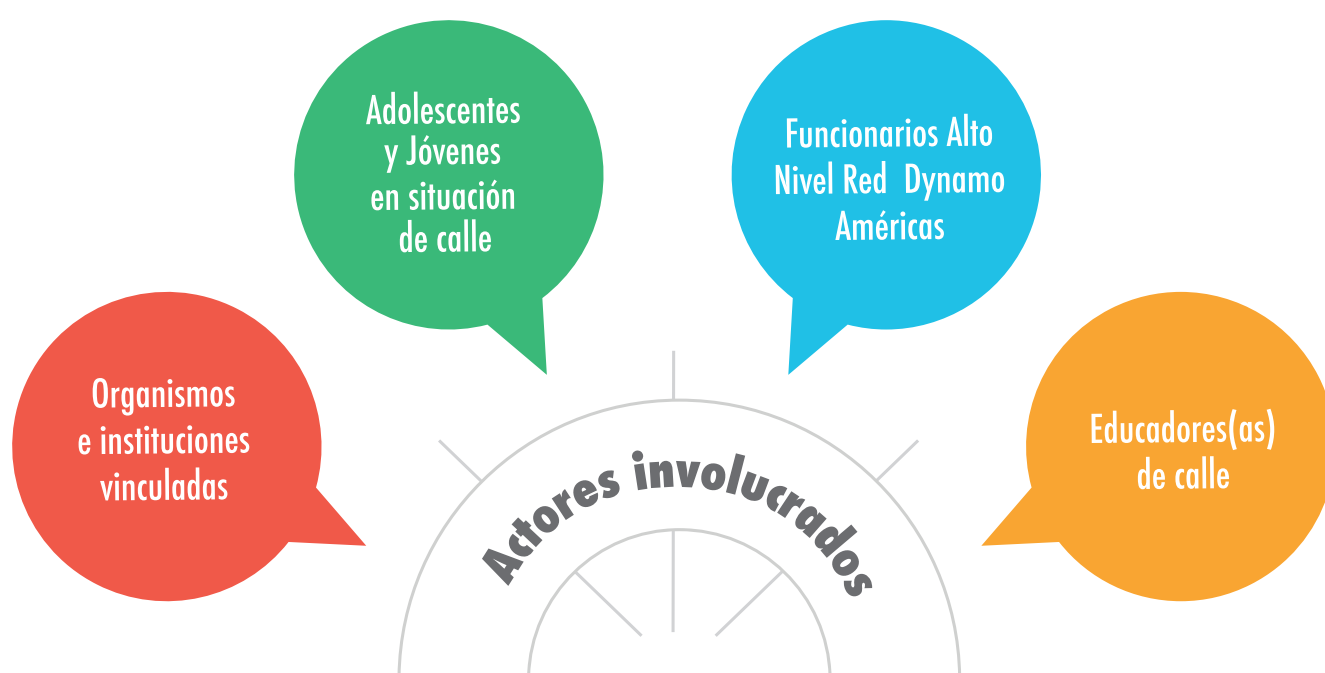 Adolescentes
y Jóvenes
en situación
de calle
Funcionarios Alto
Nivel Red Dynamo
Américas
Organismos
e instituciones
vinculadas
Educadores(as)
de calle
Actores involucrados